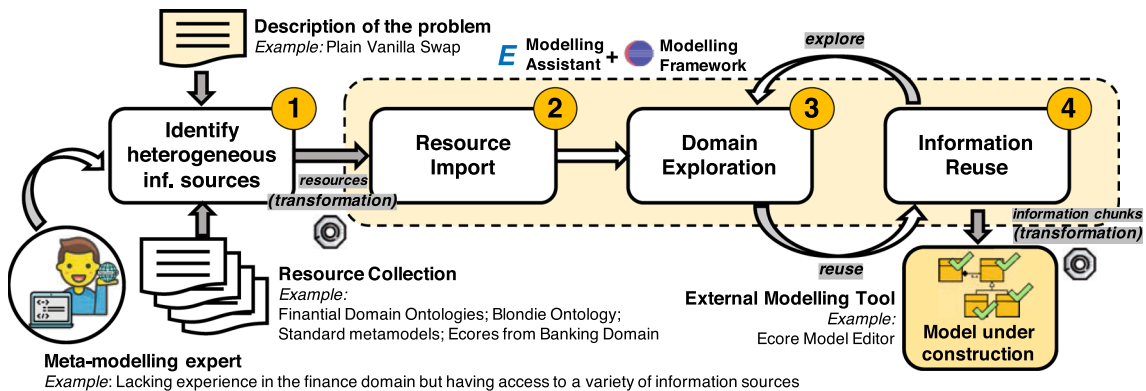 Description of the problem
Example: Plain Vanilla Swap
E Modelling Assistant + Modelling Framework
explore
1
Identify
heterogeneous
inf. sources
2
Resource
Import
3
Domain
Exploration
4
Information
Reuse
resources
(transformation)
information chunks
(transformation)
reuse
Resource Collection
Example:
Finantial Domain Ontologies; Blondie Ontology;
Standard metamodels; Ecores from Banking Domain
External Modelling Tool
Example:
Ecore Model Editor
Model under
construction
Meta-modelling expert
Example: Lacking experience in the finance domain but having access to a variety of information sources